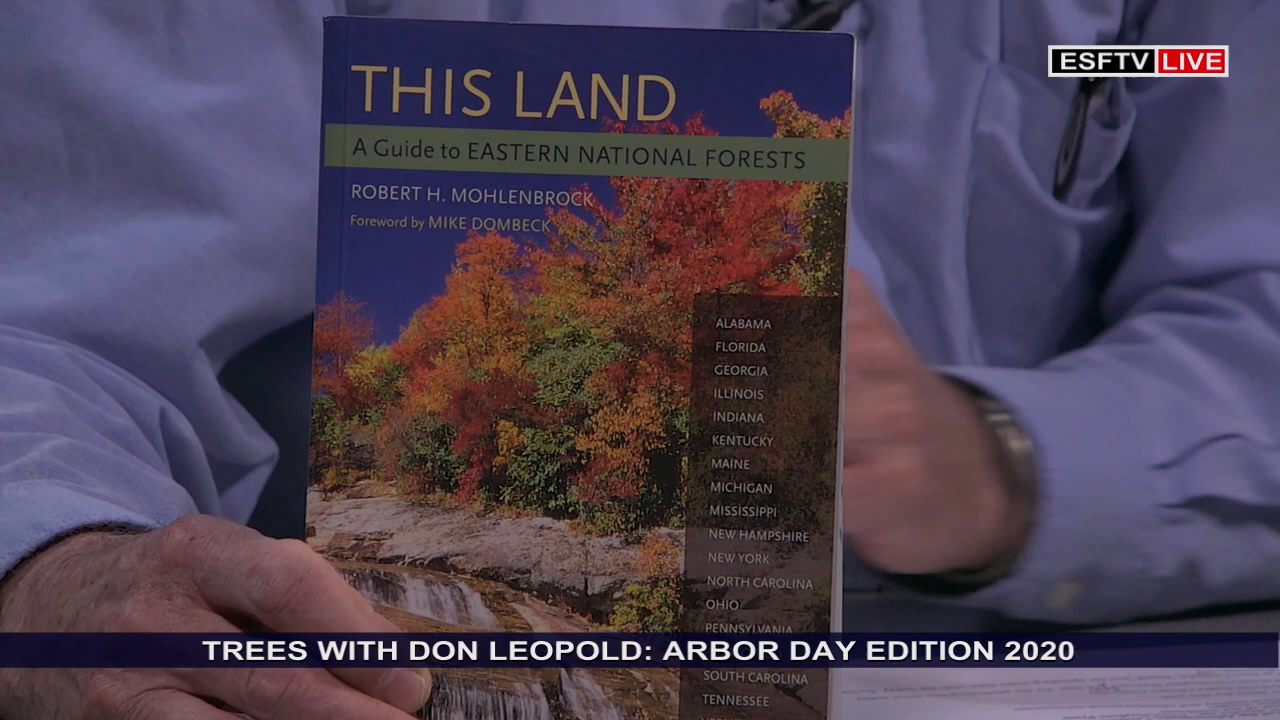 ESFTV LIVE
THIS LAND
A Guide to EASTERN NATIONAL FORESTS
ROBERT H. MOHLENBROCK
Foreword by MIKE DOMBECK
ALABAMA
FLORIDA
GEORGIA
ILLINOIS
INDIANA
KENTUCKY
MAINE
MICHIGAN
MISSISSIPPI
NEW HAMPSHIRE
NEW YORK
NORTH CAROLINA
OHIO
PENNSYLVANIA
TREES WITH DON LEOPOLD: ARBOR DAY EDITION 2020
SOUTH CAROLINA
TENNESSEE